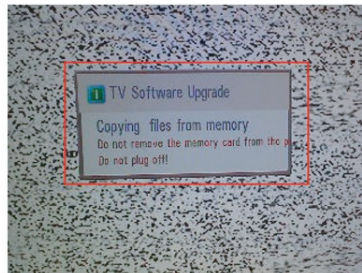 TV Software Upgrade
Copying files from memory
Do not remove the memory card from the p
Do not plug off!